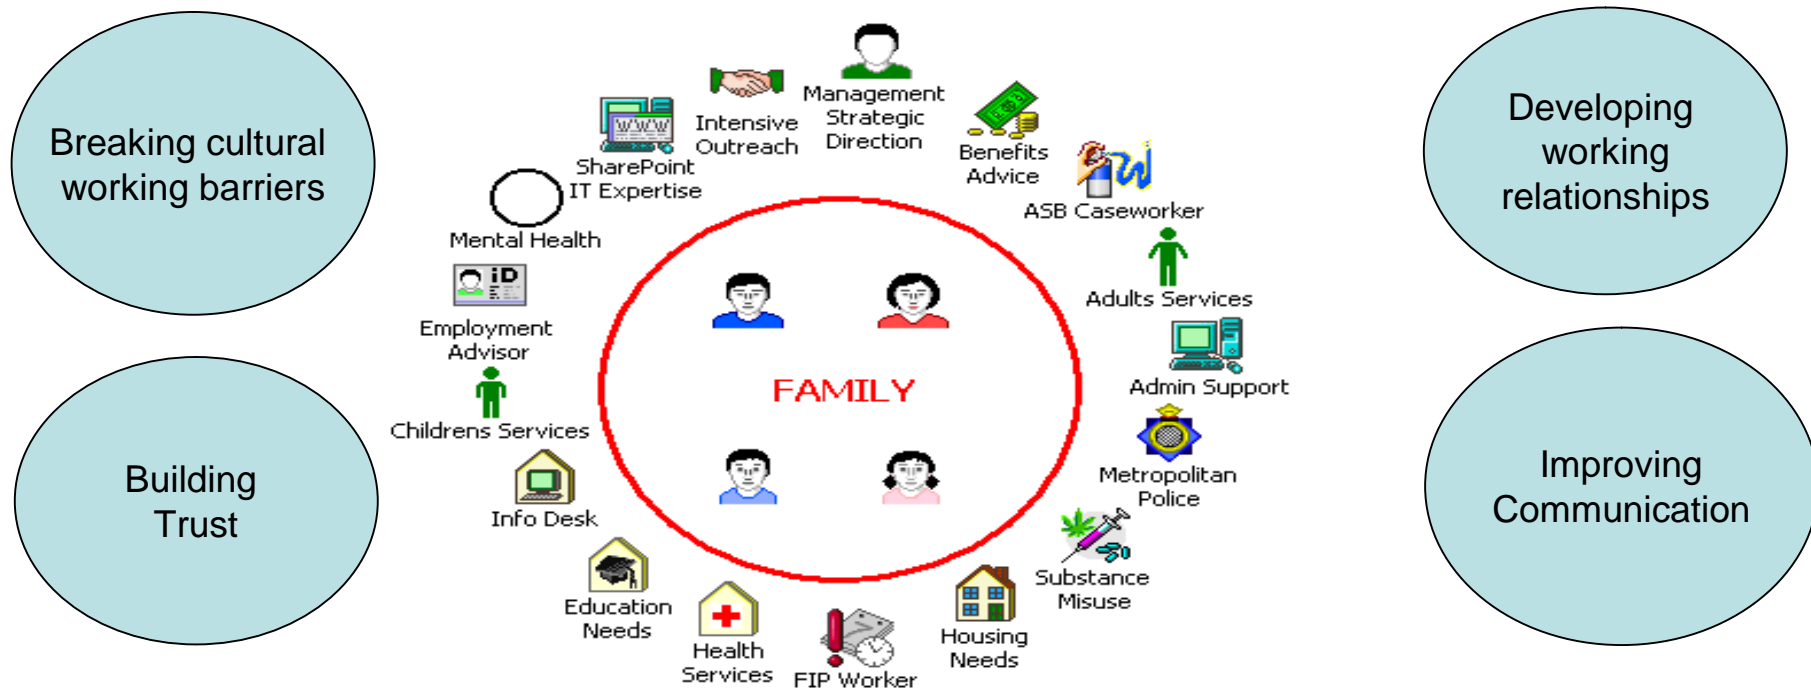 Breaking cultural
working barriers
Building
Trust
Management
Strategic
Direction
Intensive
Outreach
SharePoint
IT Expertise
Mental Health
iD
Employment
Advisor
Childrens Services
Info Desk
Education
Needs
Health
Services
FIP Worker
Housing
Needs
Substance
Misuse
Metropolitan
Police
Admin Support
Adults Services
ASB Caseworker
Benefits
Advice
FAMILY
Developing
working
relationships
Improving
Communication